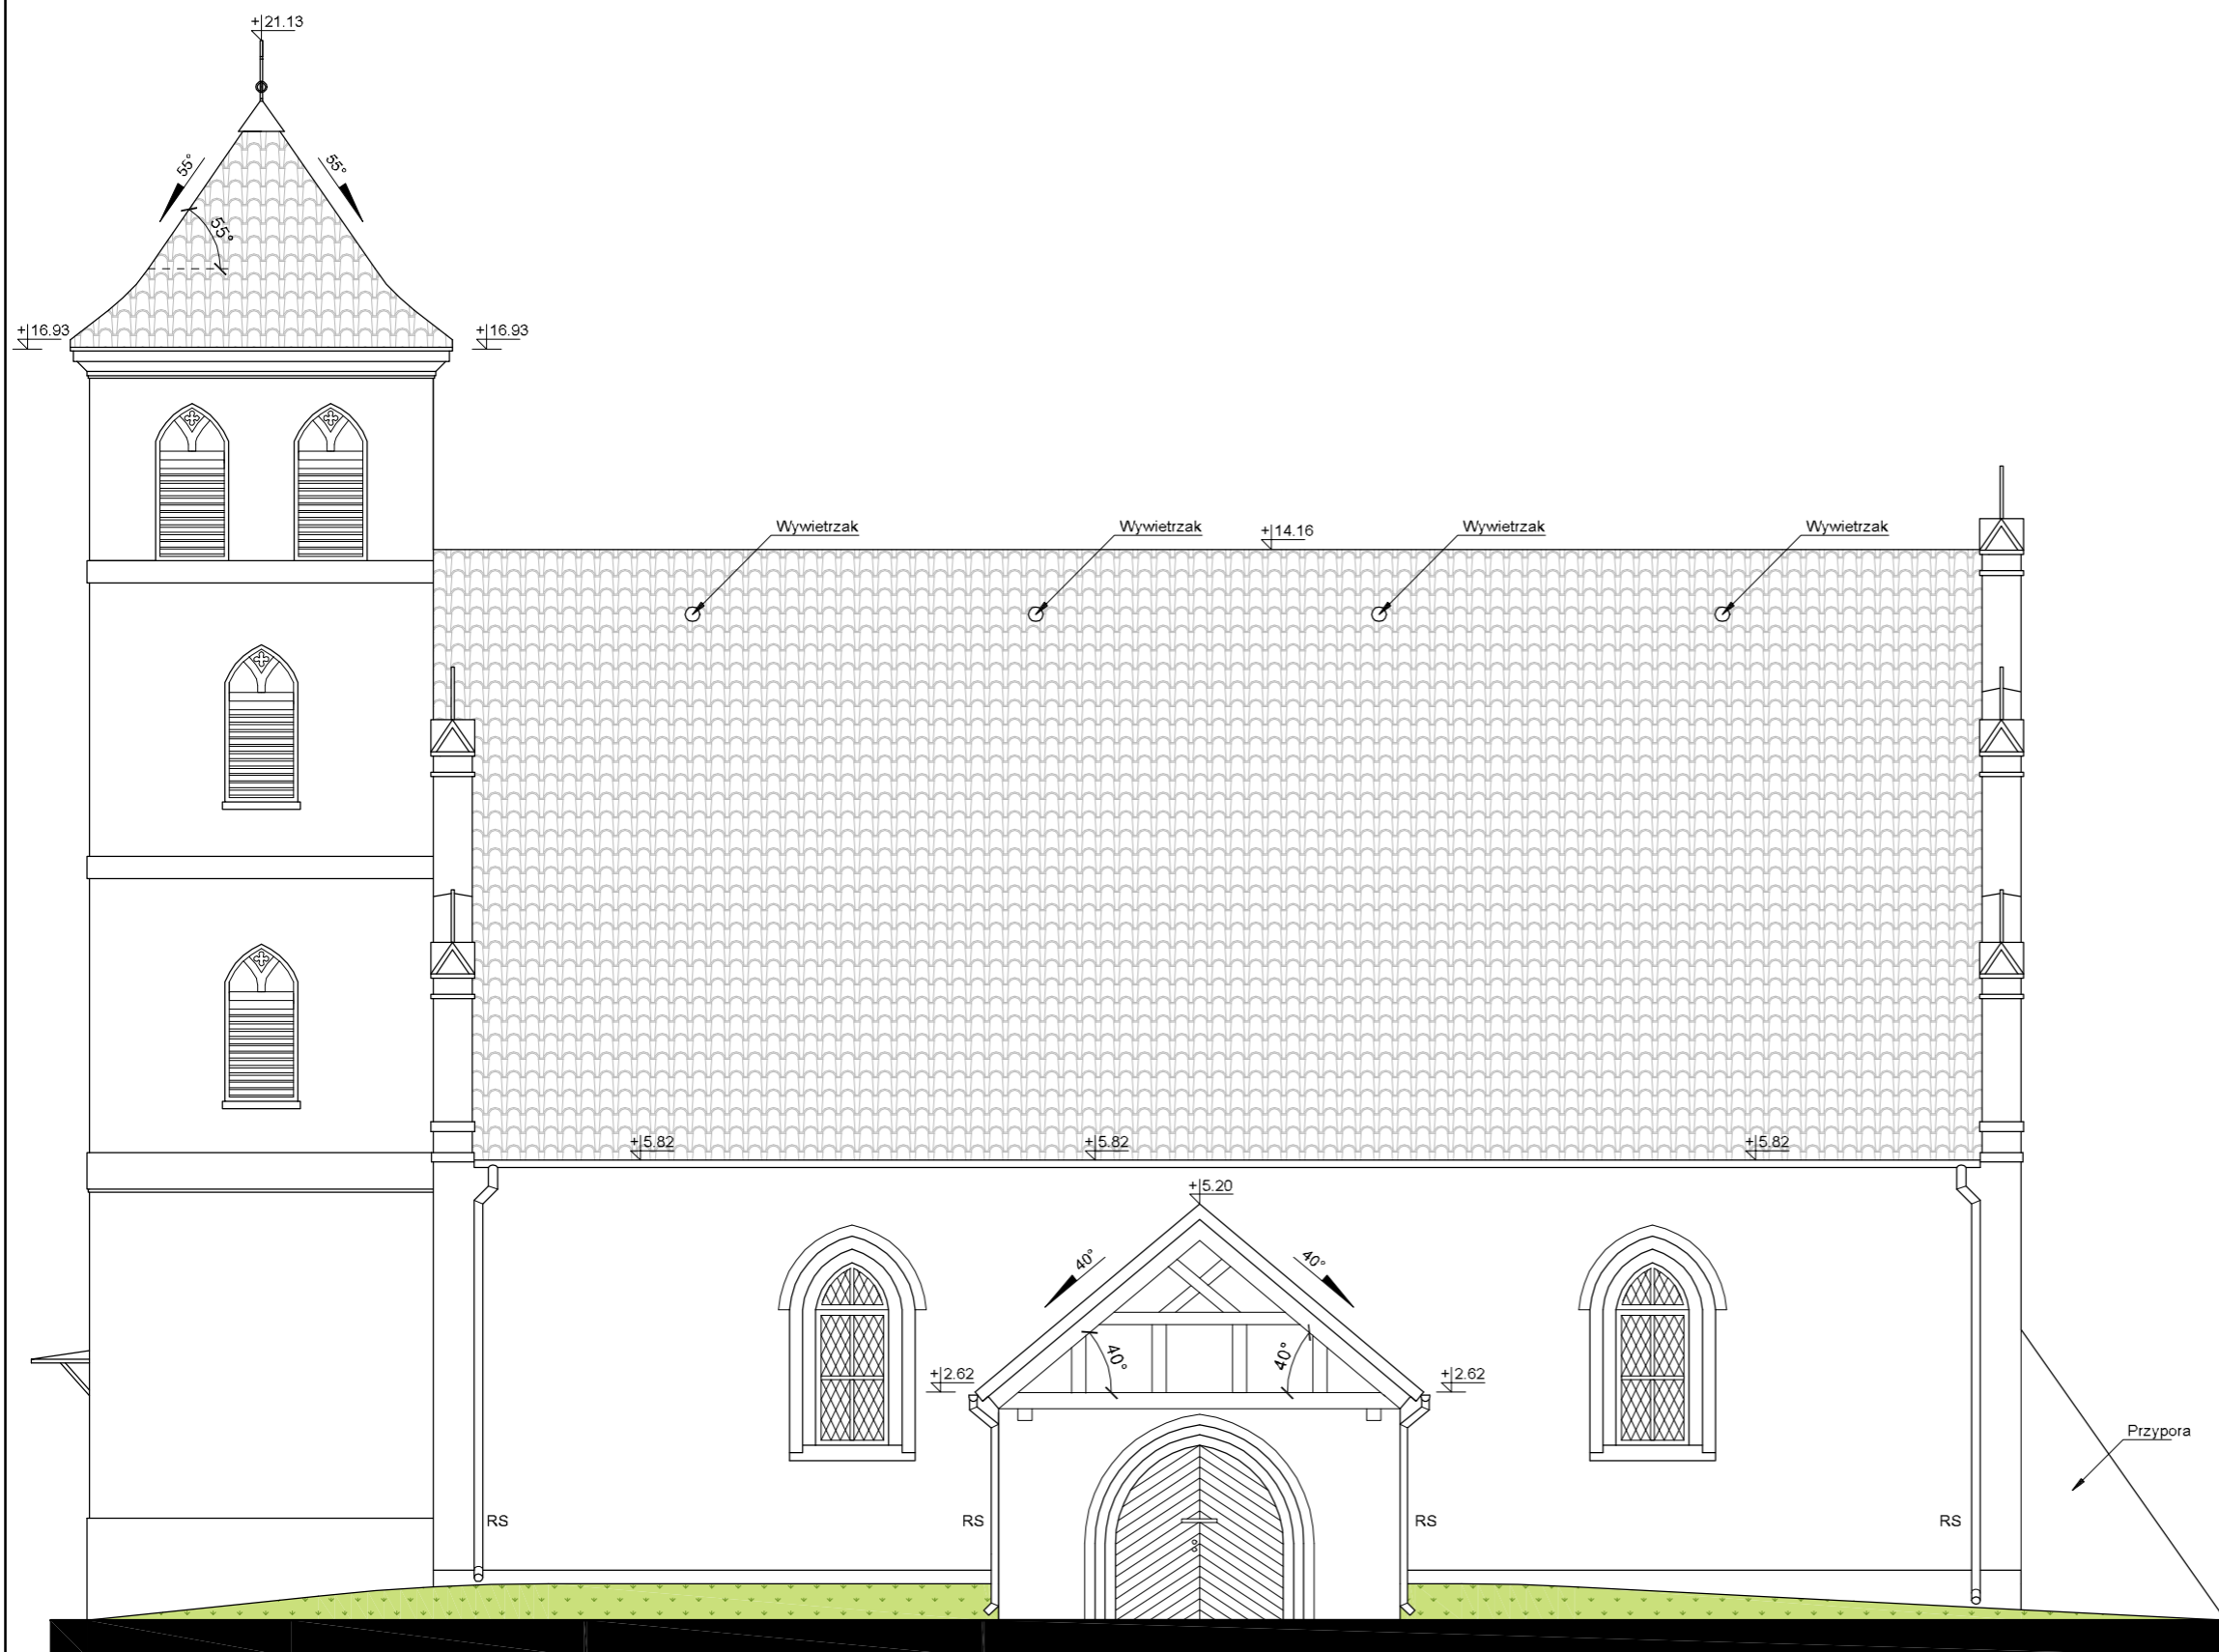 +21.13
55°
55°
55°
+16.93
+16.93
Wywietrzak
Wywietrzak
+14.16
Wywietrzak
Wywietrzak
+5.82
+5.82
+5.82
+5.20
40°
40°
40°
40°
+2.62
+2.62
Przypora
RS
RS
RS
RS